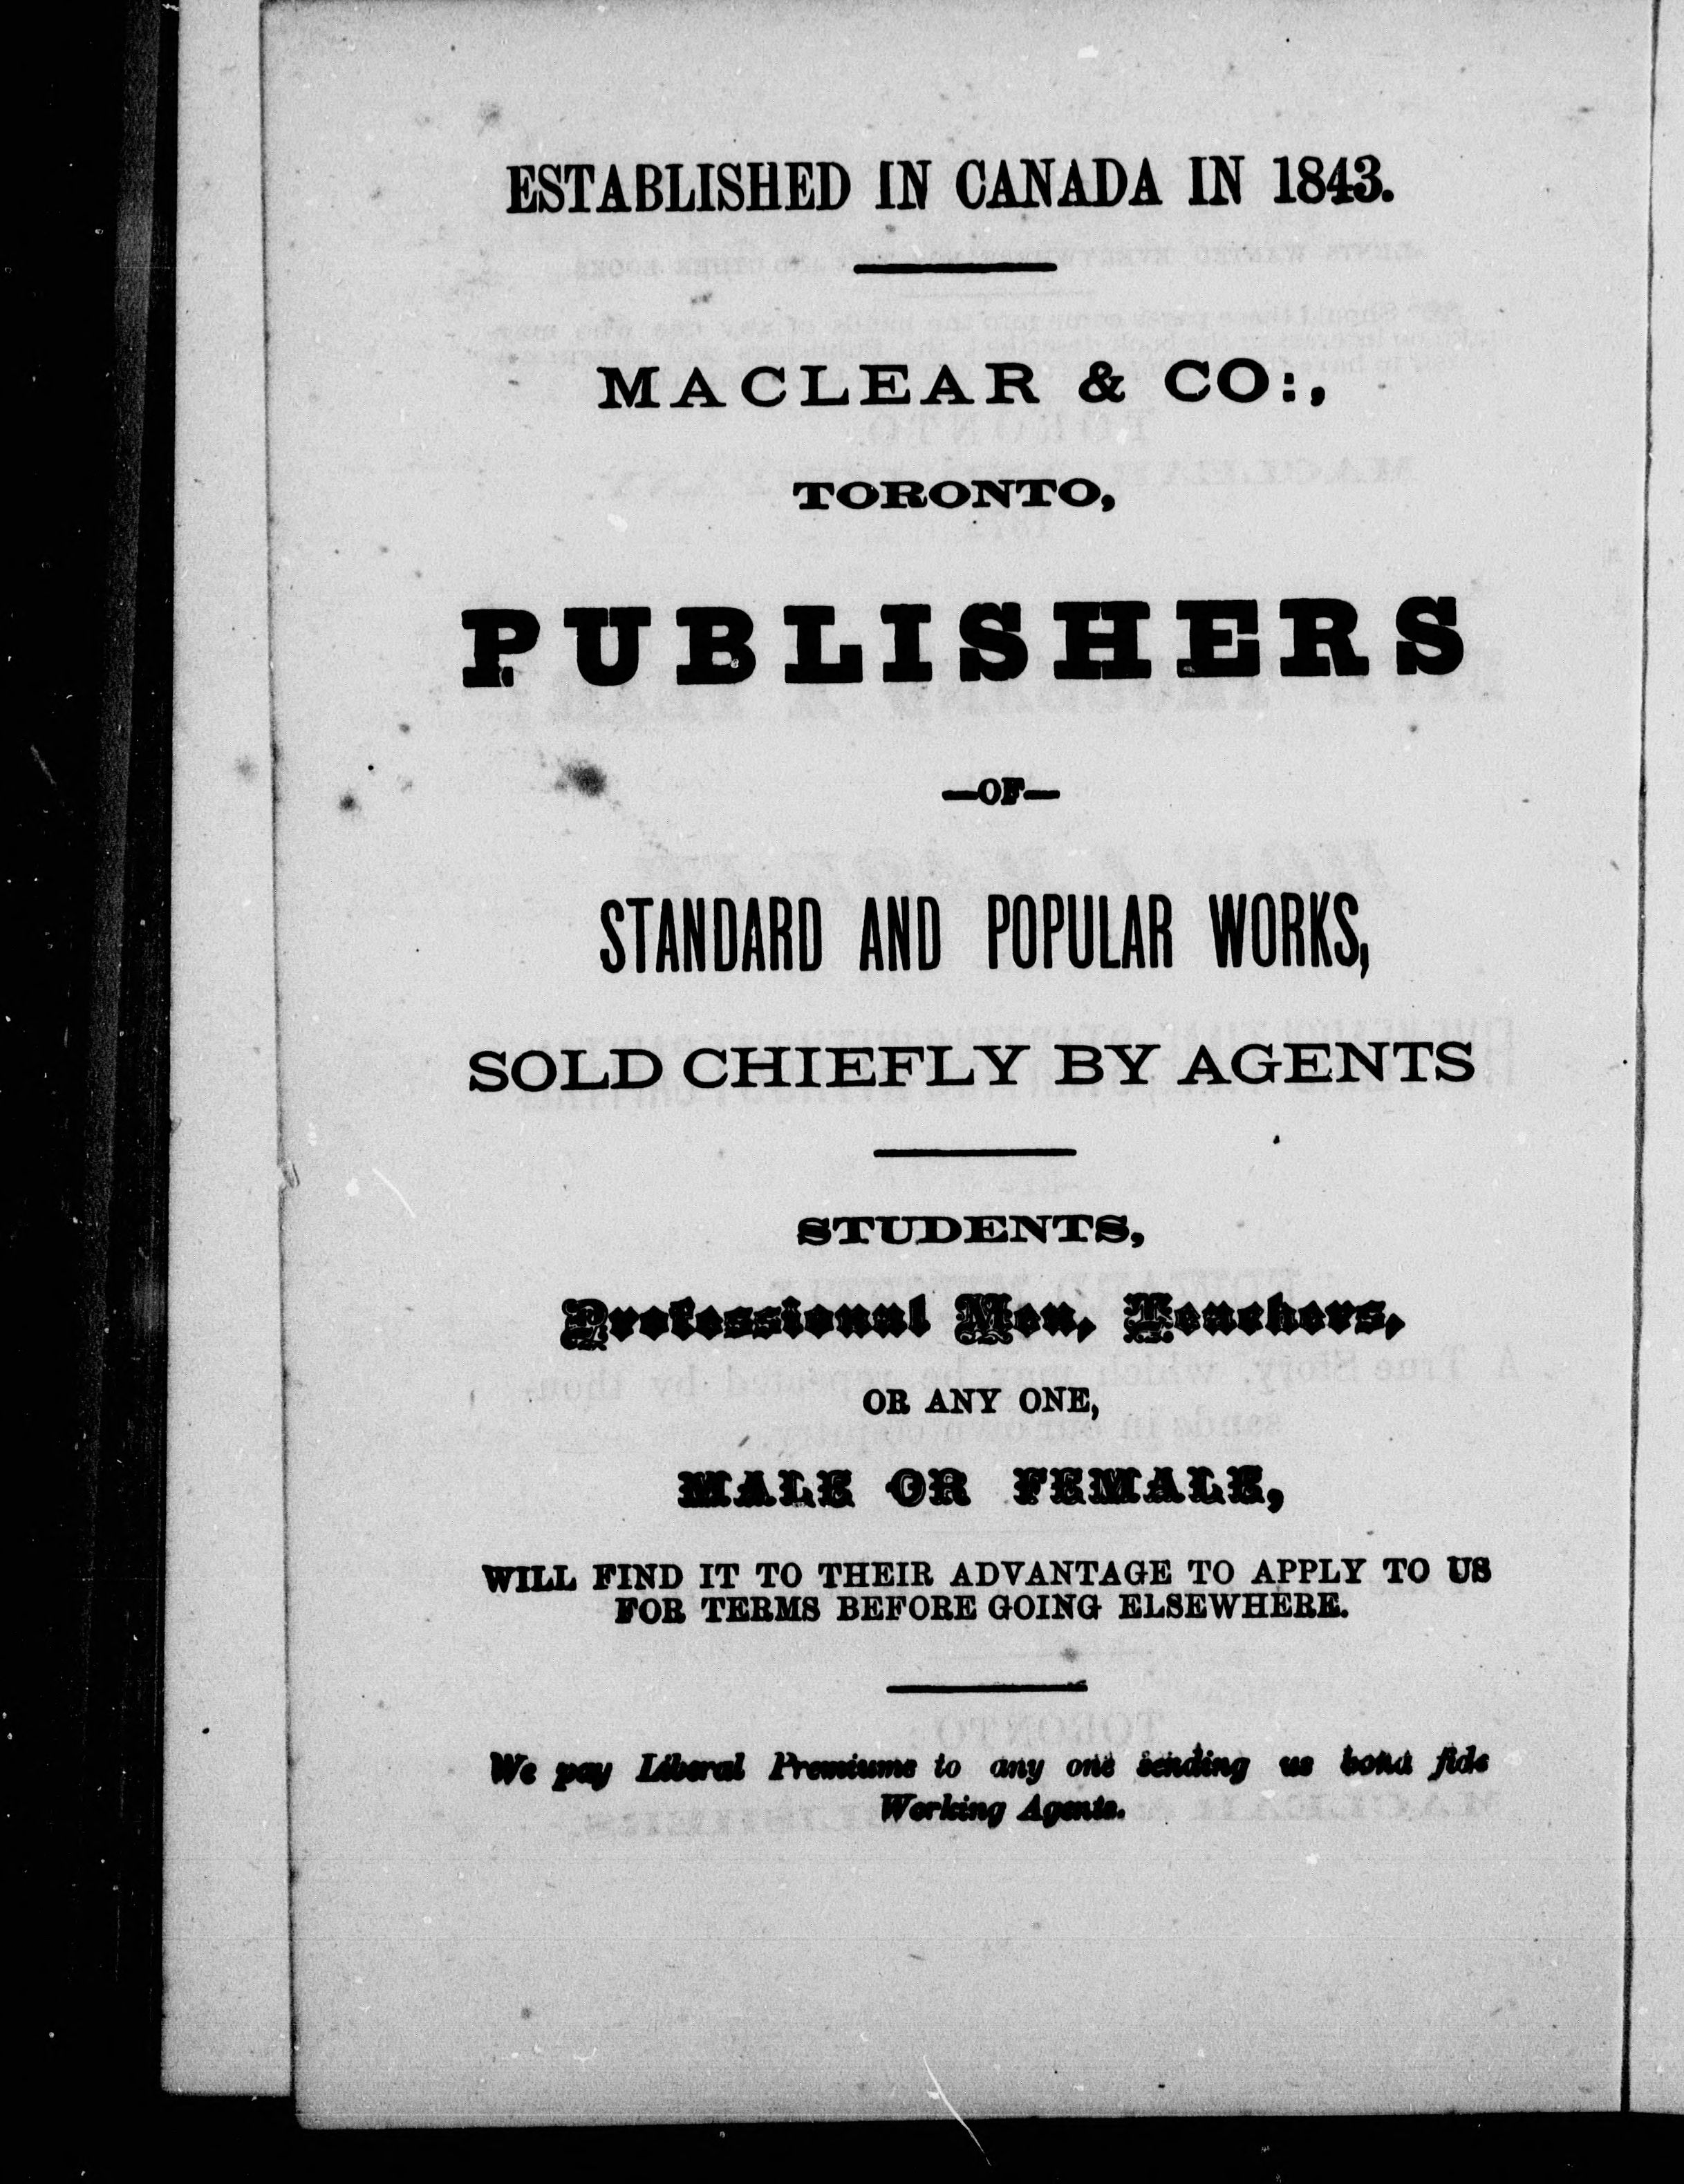 ESTABLISHED IN CANADA IN 1843.
MACLEAR & CO:,
TORONTO,
PUBLISHERS
—OF—
STANDARD AND POPULAR WORKS,
SOLD CHIEFLY BY AGENTS
STUDENTS,
Professional Men, Teachers,
OR ANY ONE,
MALE OR FEMALE,
WILL FIND IT TO THEIR ADVANTAGE TO APPLY TO US
FOR TERMS BEFORE GOING ELSEWHERE.
We pay Liberal Premiums to any one sending us bona fide
Working Agents.